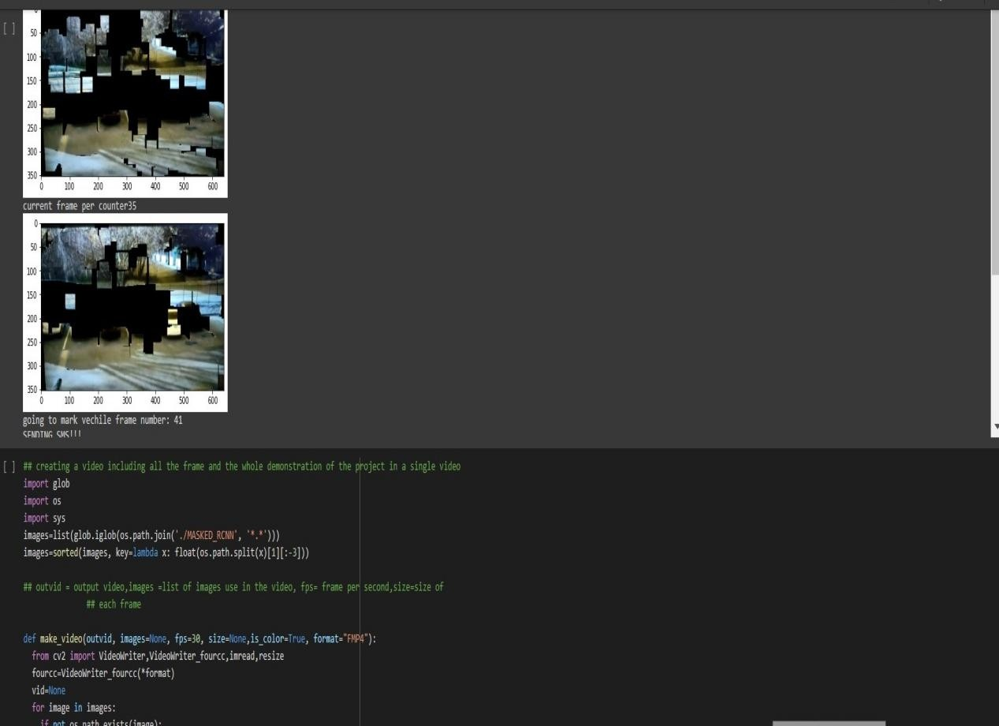 [ ]
0
50
100
150
200
250
300
350
0 100 200 300 400 500 600
current frame per counter35
0
50
100
150
200
250
300
350
0 100 200 300 400 500 600
going to mark vechile frame number: 41
SENDING SMS!!!
[ ] ## creating a video including all the frame and the whole demonstration of the project in a single video
import glob
import os
import sys
images=list(glob.iglob(os.path.join('./MASKED_RCNN', '*.*')))
images=sorted(images, key=lambda x: float(os.path.split(x)[1][:-3]))
## outvid = output video,images =list of images use in the video, fps= frame per second,size=size of
## each frame
def make_video(outvid, images=None, fps=30, size=None,is_color=True, format="FMP4"):
from cv2 import VideoWriter,VideoWriter_fourcc,imread,resize
fourcc=VideoWriter_fourcc(*format)
vid=None
for image in images:
if not os.path.exists(image):